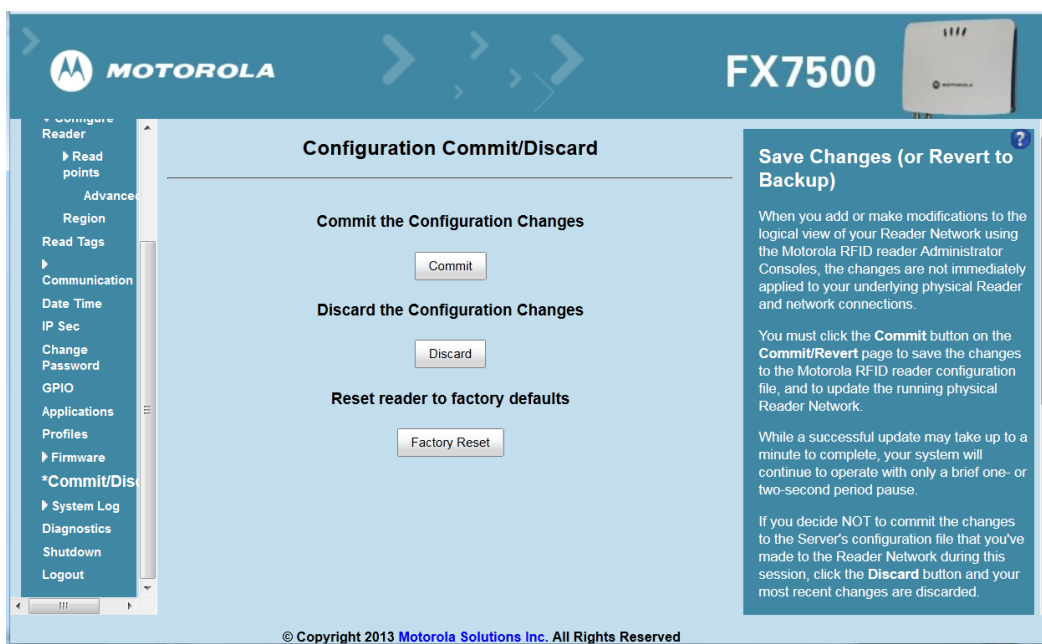 MOTOROLA
FX7500
MOTOROLA
Configure
Reader
Read
points
Advanced
Region
Read Tags
Communication
Date Time
IP Sec
Change
Password
GPIO
Applications
Profiles
Firmware
*Commit/Disc
System Log
Diagnostics
Shutdown
Logout
Configuration Commit/Discard
Commit the Configuration Changes
Commit
Discard the Configuration Changes
Discard
Reset reader to factory defaults
Factory Reset
?
Save Changes (or Revert to
Backup)
When you add or make modifications to the
logical view of your Reader Network using
the Motorola RFID reader Administrator
Consoles, the changes are not immediately
applied to your underlying physical Reader
and network connections.
You must click the Commit button on the
Commit/Revert page to save the changes
to the Motorola RFID reader configuration
file, and to update the running physical
Reader Network.
While a successful update may take up to a
minute to complete, your system will
continue to operate with only a brief one- or
two-second period pause.
If you decide NOT to commit the changes
to the Server's configuration file that you've
made to the Reader Network during this
session, click the Discard button and your
most recent changes are discarded.
© Copyright 2013 Motorola Solutions Inc. All Rights Reserved